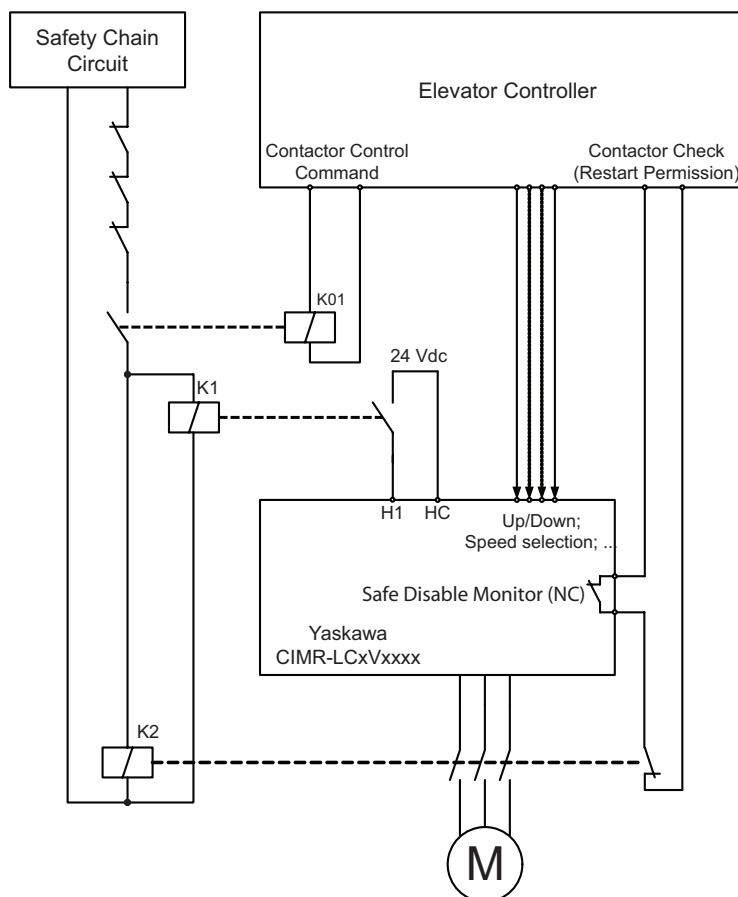 Safety Chain
Circuit
Elevator Controller
Contactor Control
Command
Contactor Check
(Restart Permission)
K01
24 Vdc
K1
H1
HC
Up/Down;
Speed selection; ...
Safe Disable Monitor (NC)
Yaskawa
CIMR-LCxVxxxx
K2
M